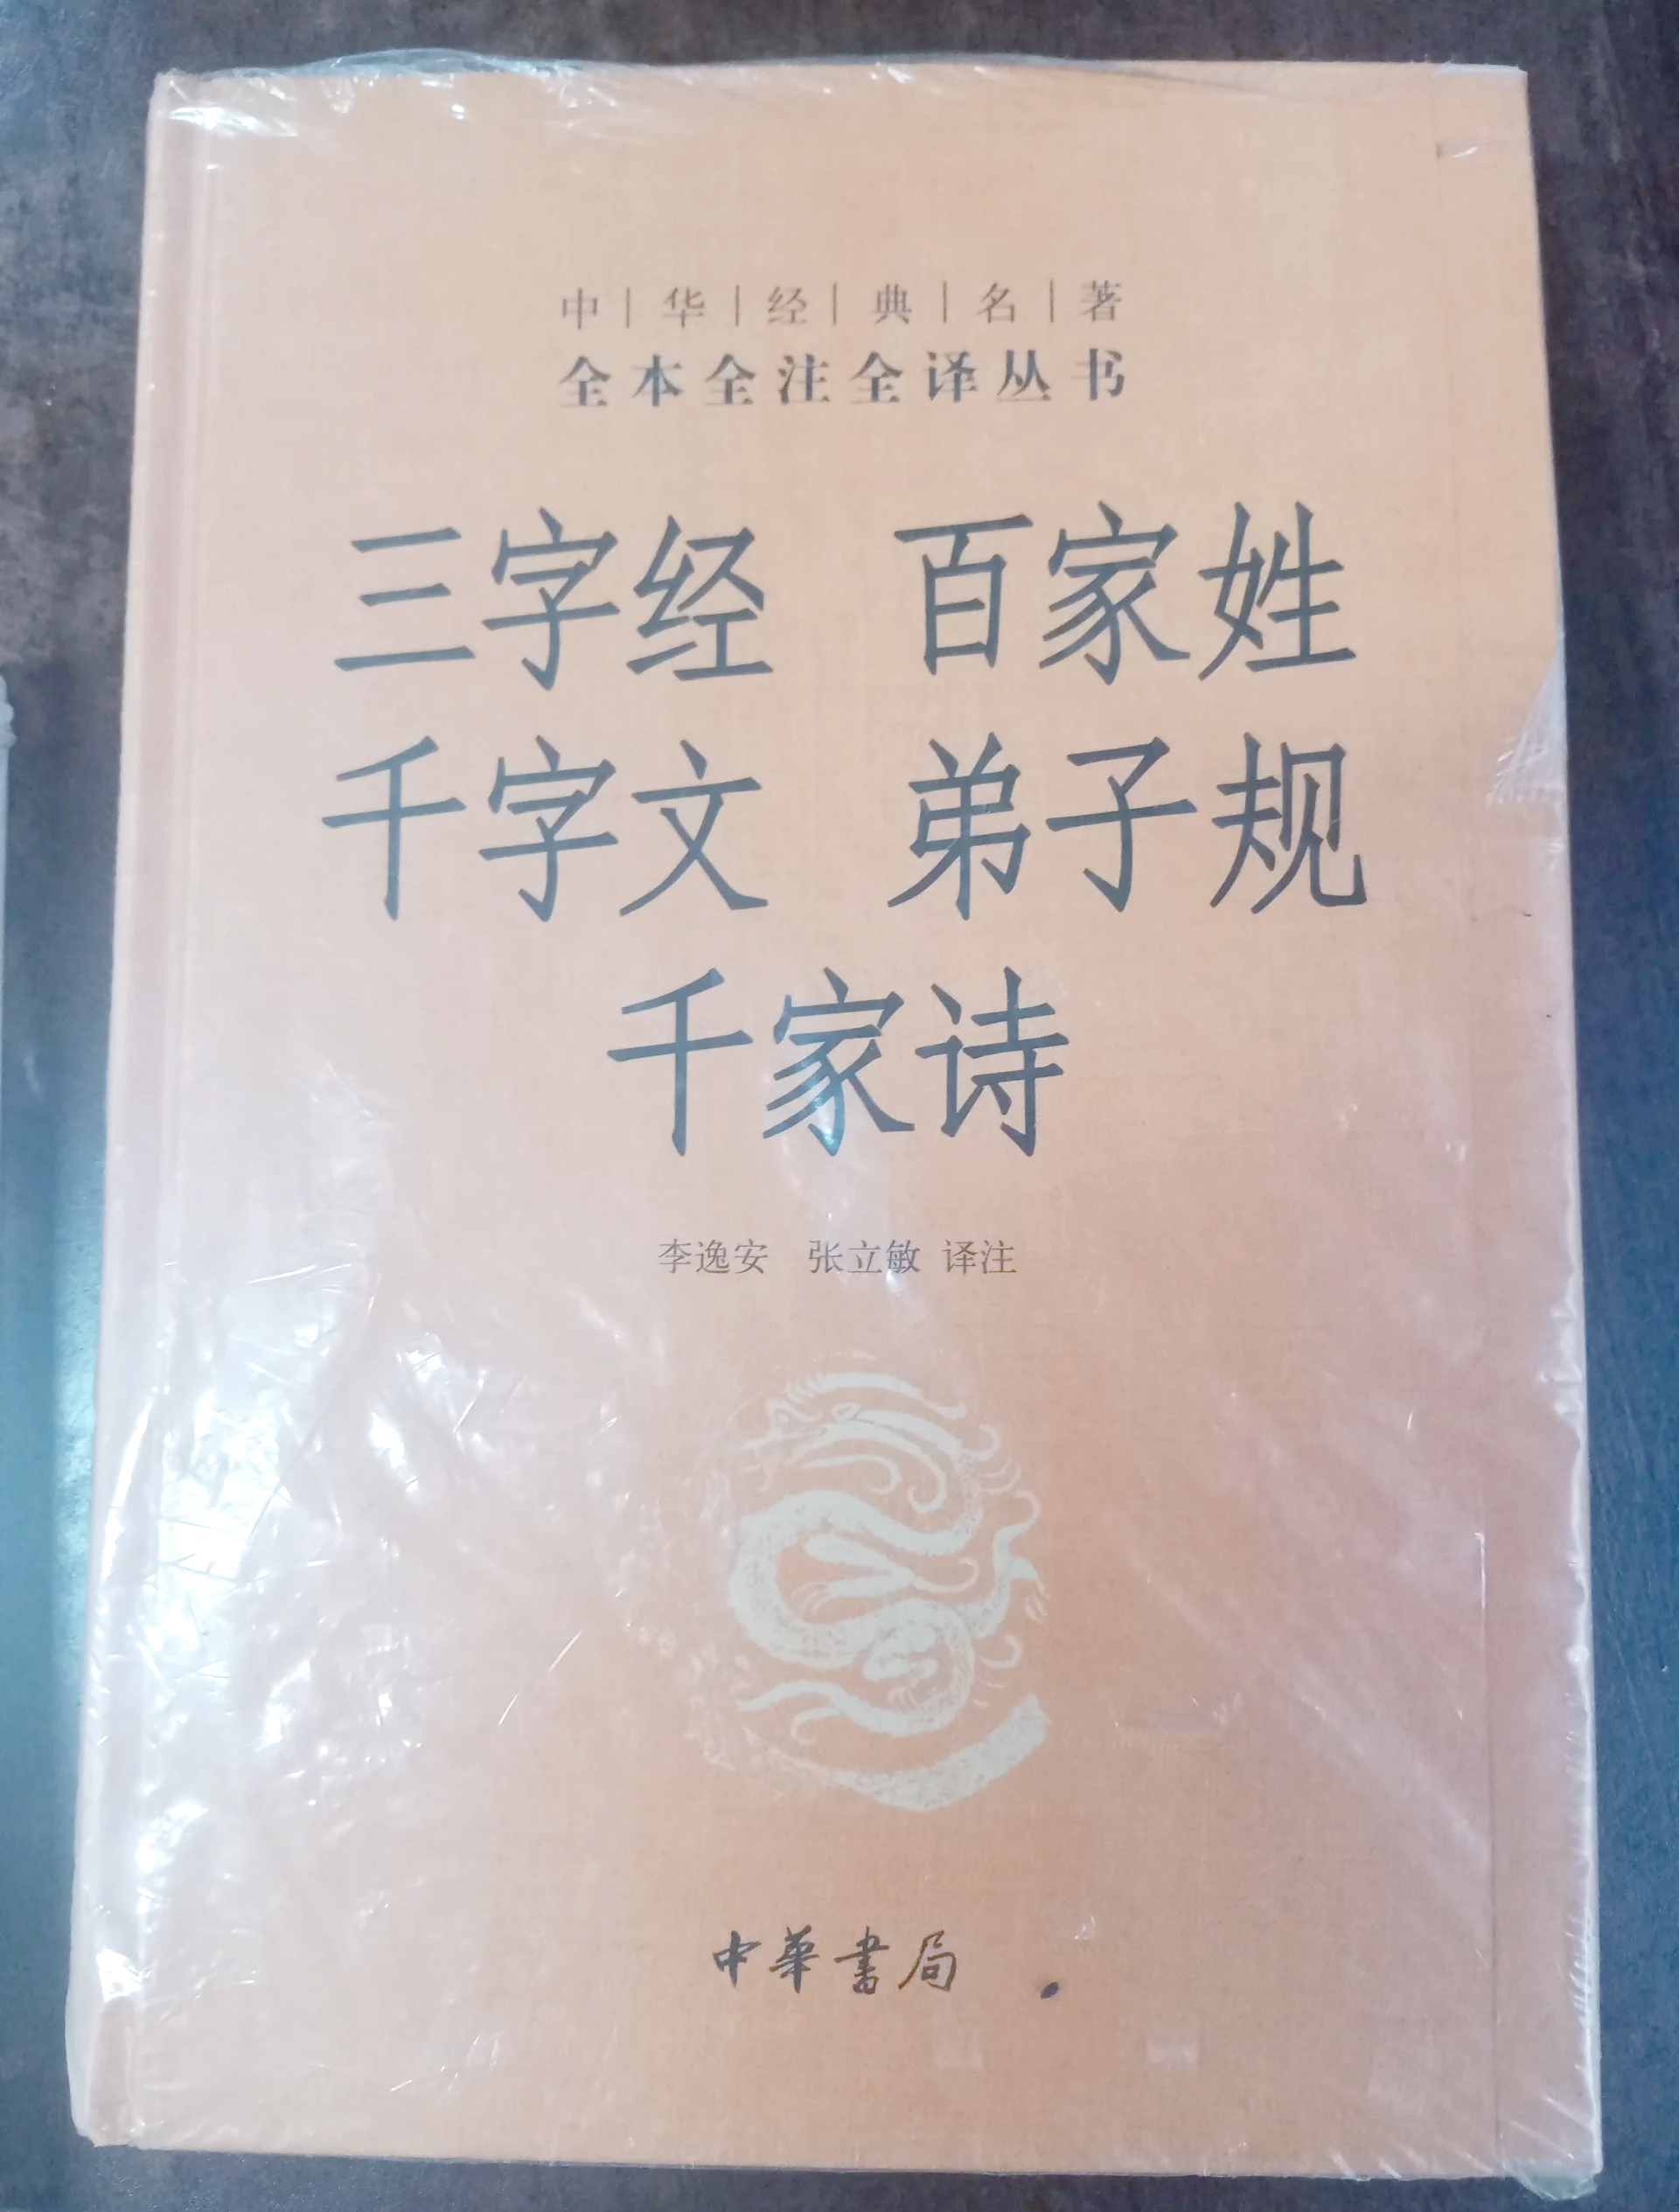 中|华|经|典|名|著
全本全注全译丛书
三字经 百家姓
千字文 弟子规
千家诗
李逸安 张立敏 译注
中華書局